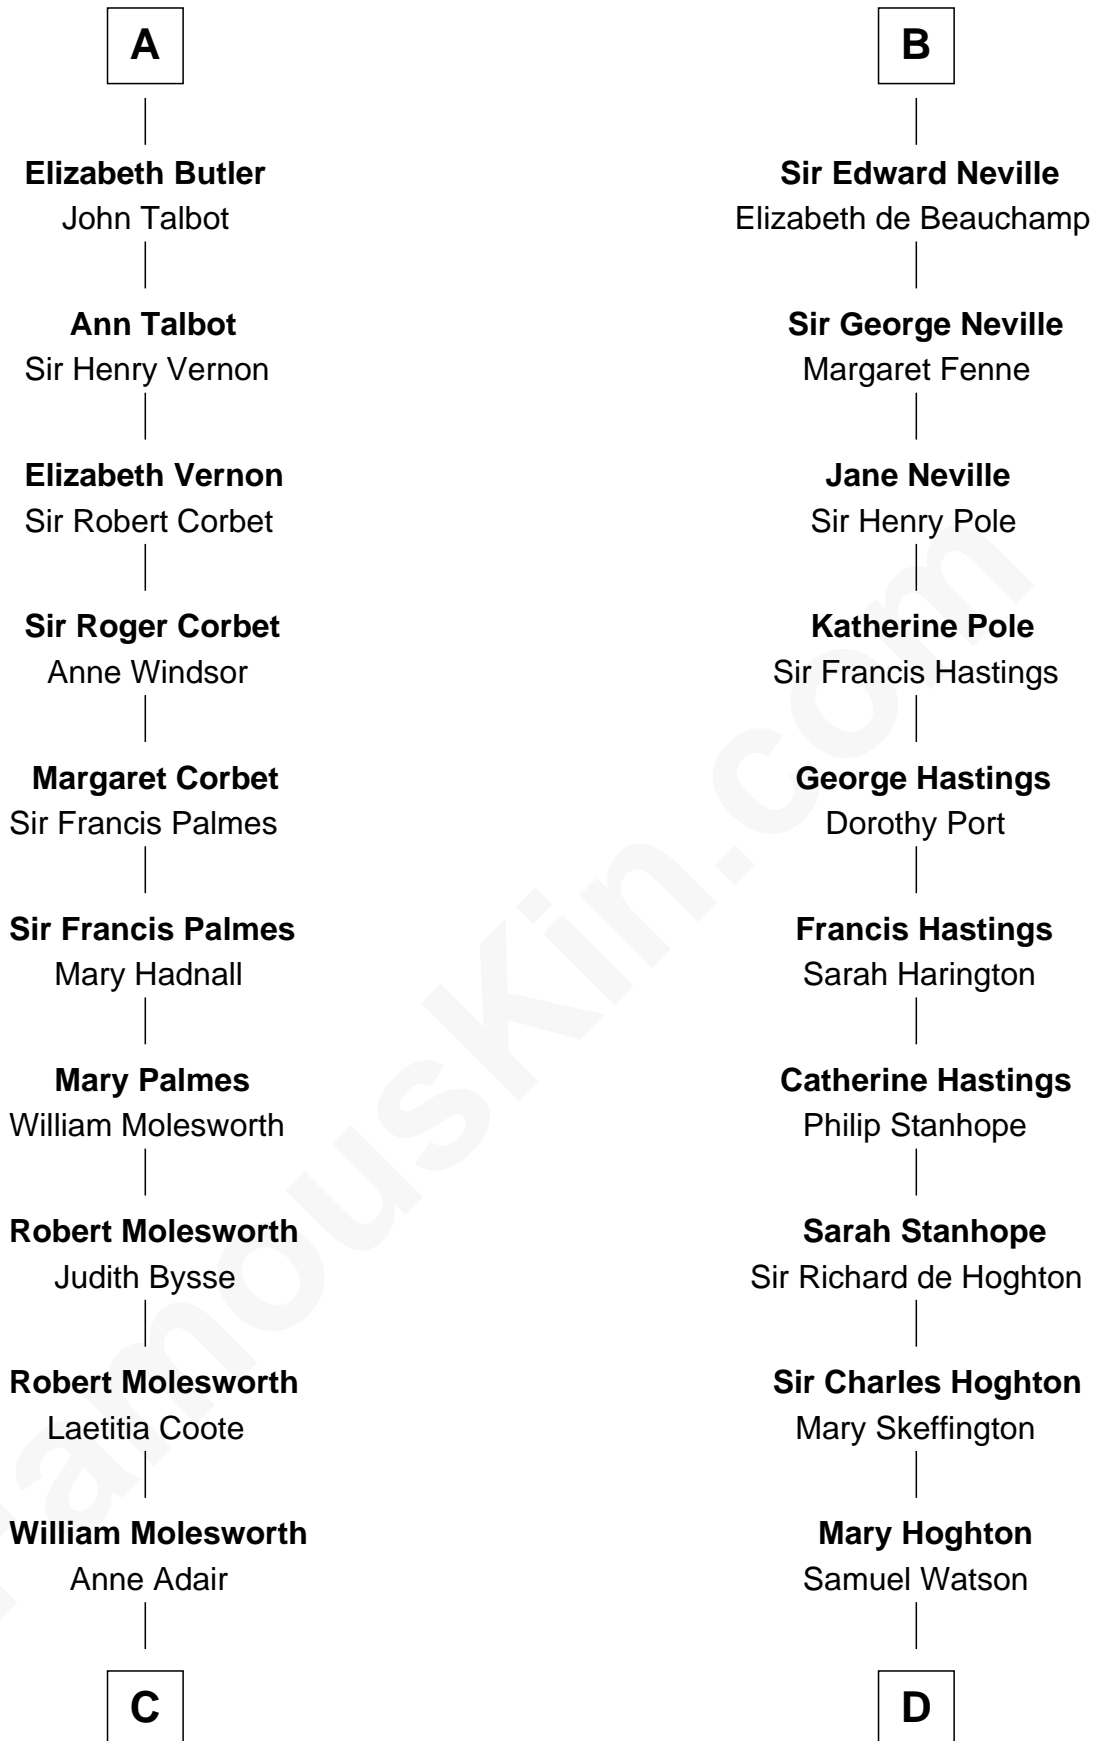 A
Elizabeth Butler
John Talbot
Ann Talbot
Sir Henry Vernon
Elizabeth Vernon
Sir Robert Corbet
Sir Roger Corbet
Anne Windsor
Margaret Corbet
Sir Francis Palmes
Sir Francis Palmes
Mary Hadnall
Mary Palmes
William Molesworth
Robert Molesworth
Judith Bysse
Robert Molesworth
Laetitia Coote
William Molesworth
Anne Adair
C
B
Sir Edward Neville
Elizabeth de Beauchamp
Sir George Neville
Margaret Fenne
Jane Neville
Sir Henry Pole
Katherine Pole
Sir Francis Hastings
George Hastings
Dorothy Port
Francis Hastings
Sarah Harington
Catherine Hastings
Philip Stanhope
Sarah Stanhope
Sir Richard de Hoghton
Sir Charles Hoghton
Mary Skeffington
Mary Hoghton
Samuel Watson
D
FamousKin.com